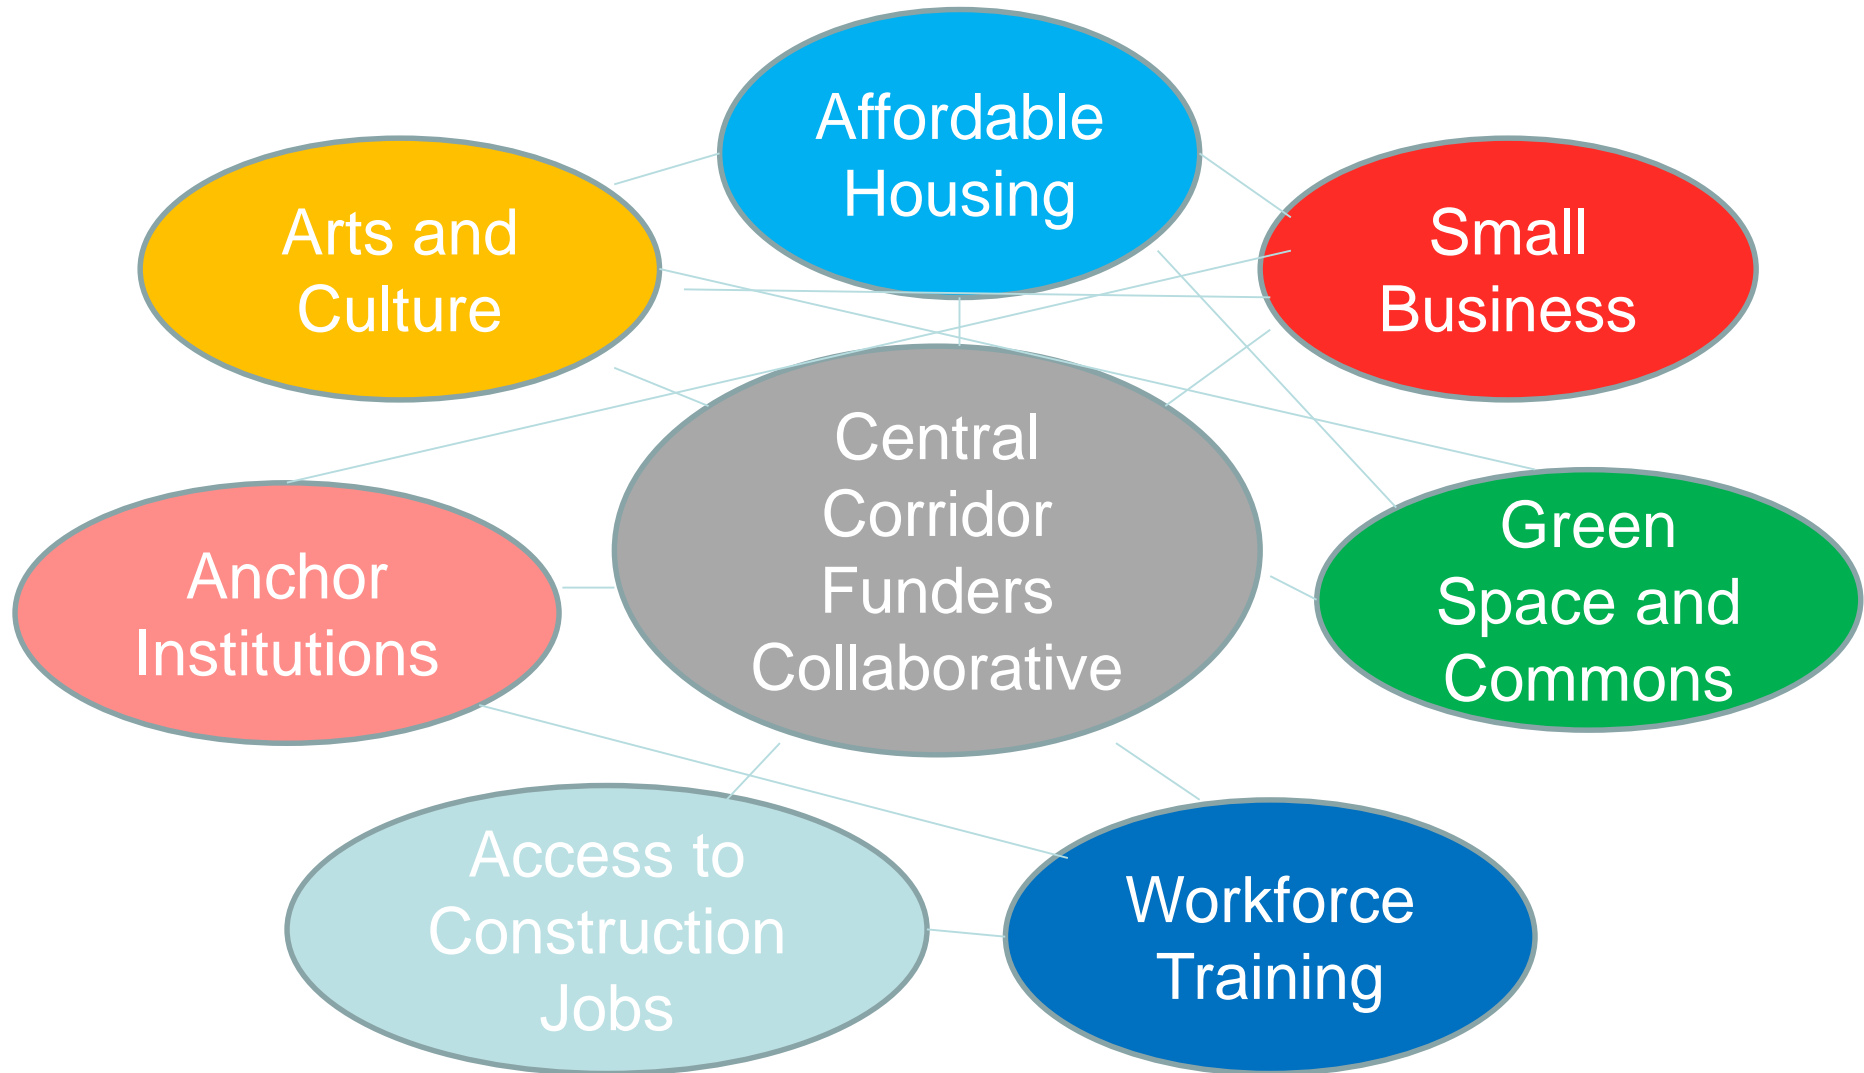 Affordable
Housing
Arts and
Culture
Small
Business
Central
Corridor
Funders
Collaborative
Anchor
Institutions
Green
Space and
Commons
Access to
Construction
Jobs
Workforce
Training